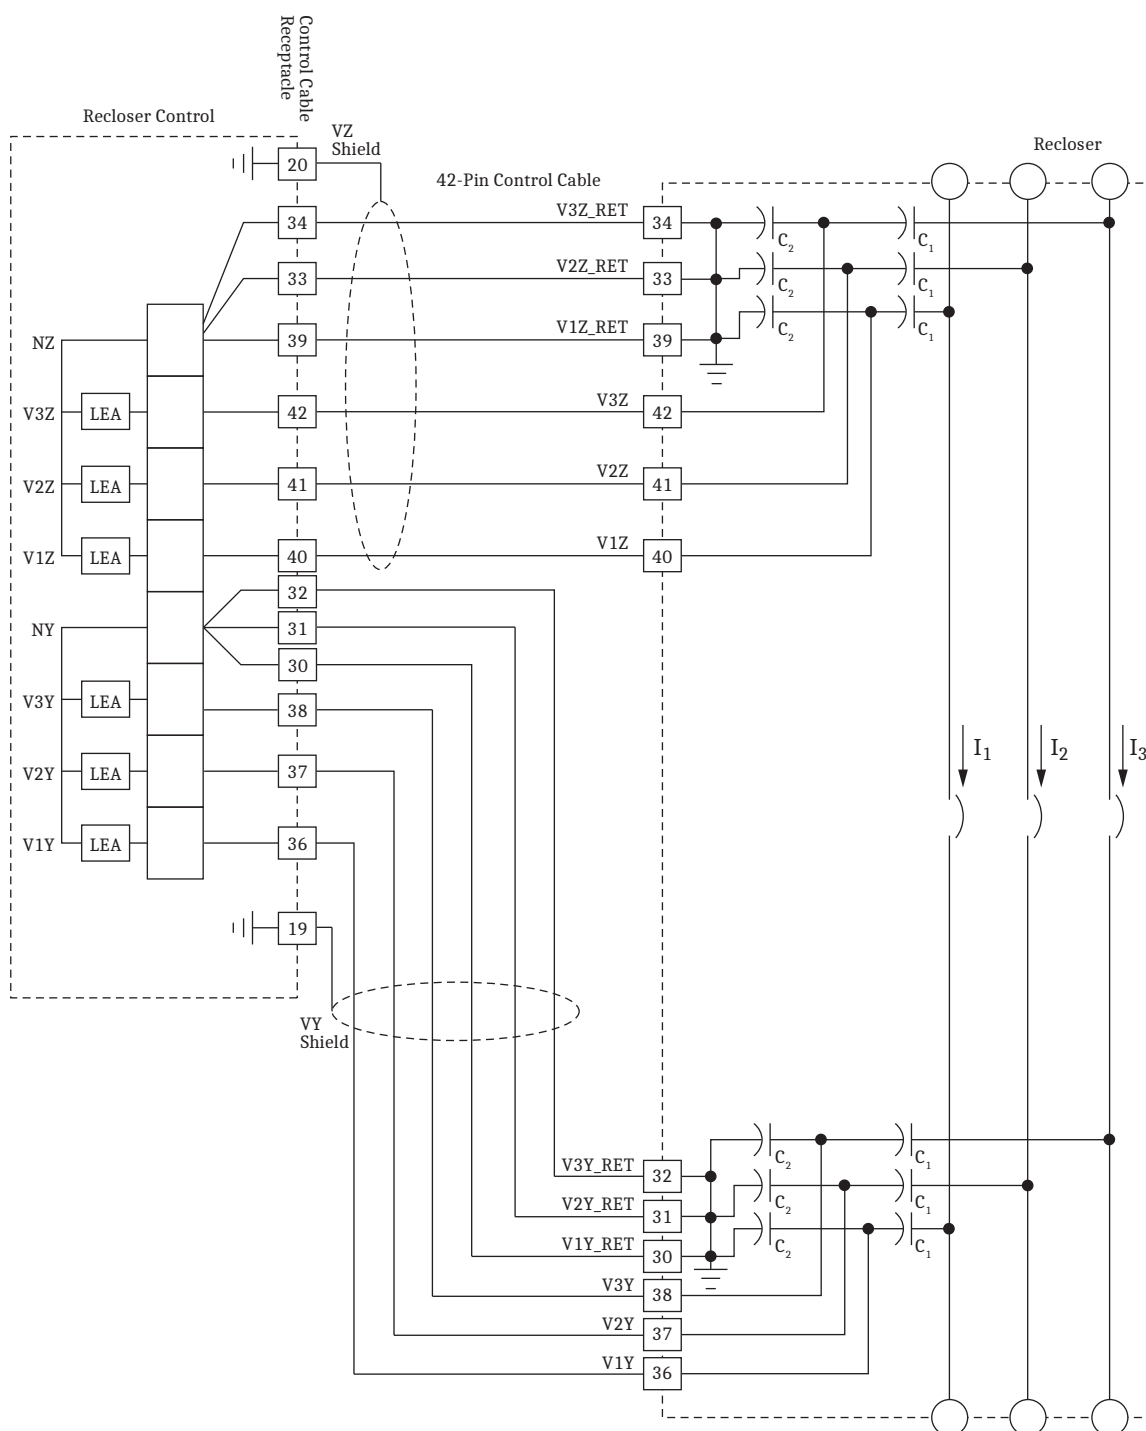 Control Cable
Receptacle
Recloser Control
VZ
Shield
Recloser
20
42-Pin Control Cable
34
V3Z_RET
34
C2
C1
33
V2Z_RET
33
C2
C1
NZ
39
V1Z_RET
39
C2
C1
V3Z
LEA
42
V3Z
42
V2Z
LEA
41
V2Z
41
V1Z
LEA
40
V1Z
40
32
NY
31
30
V3Y
LEA
38
I1
I2
I3
V2Y
LEA
37
V1Y
LEA
36
19
VY
Shield
C2
C1
V3Y_RET
32
C2
C1
V2Y_RET
31
C2
C1
V1Y_RET
30
V3Y
38
V2Y
37
V1Y
36